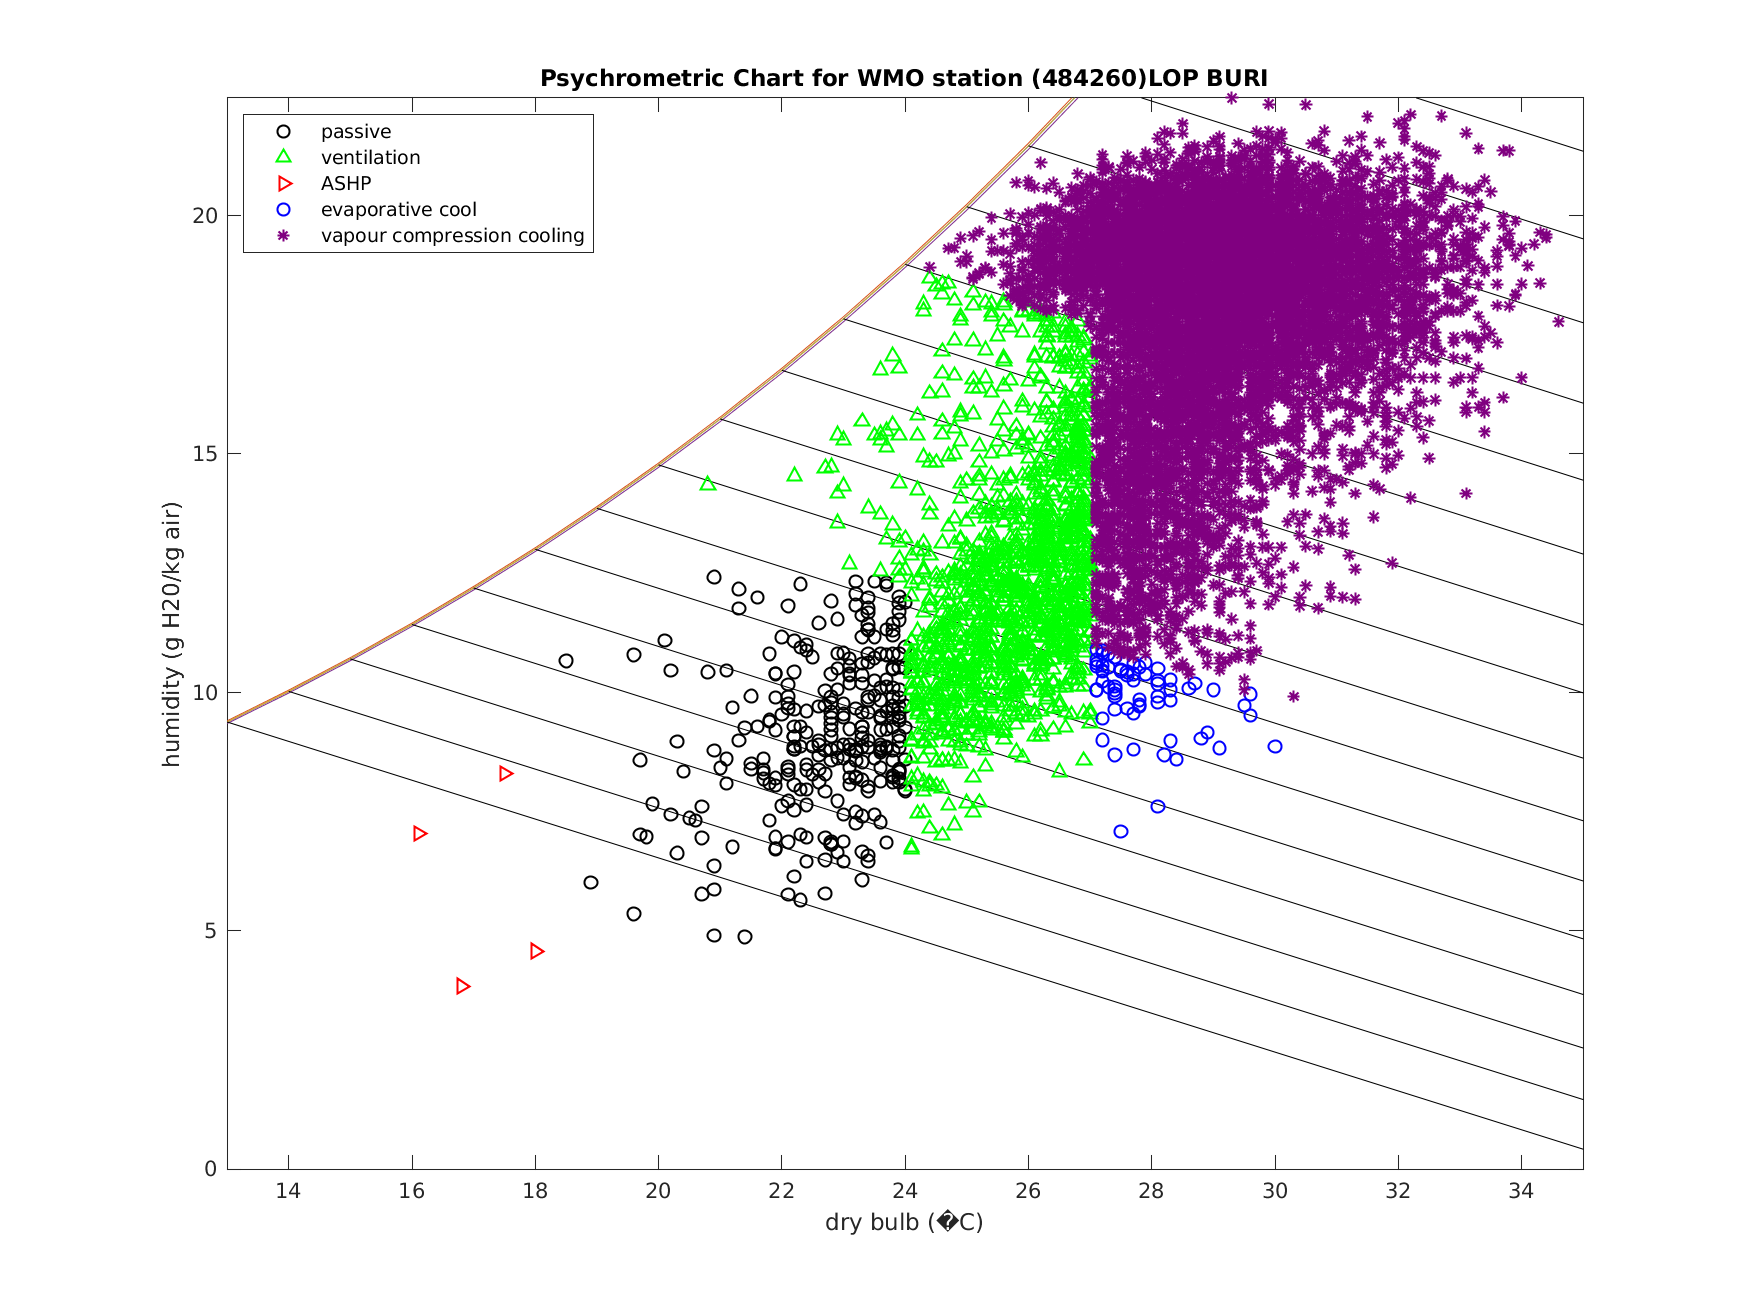 Psychrometric Chart for WMO station (484260)LOP BURI
passive
ventilation
ASHP
evaporative cool
vapour compression cooling
humidity (g H20/kg air)
20
15
10
5
0
14 16 18 20 22 24 26 28 30 32 34
dry bulb (�C)